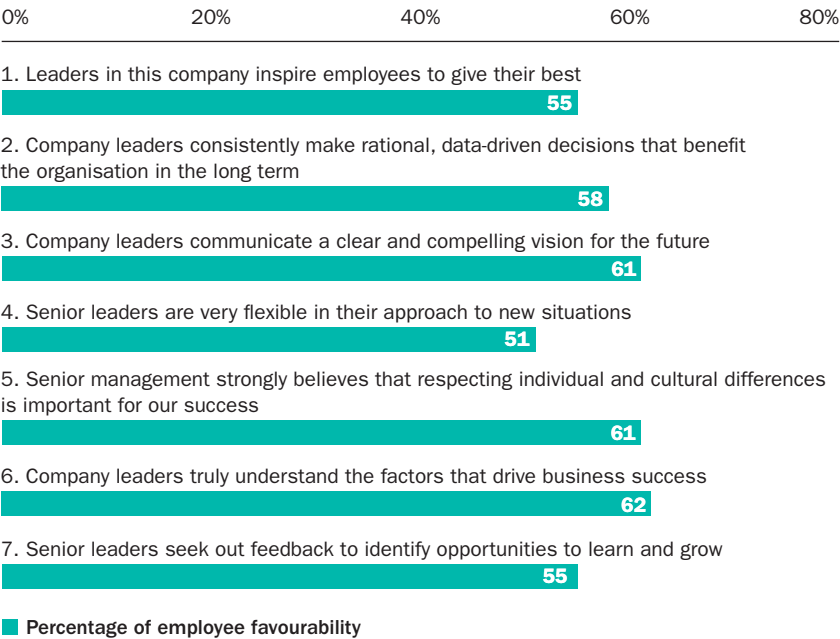 0% 20% 40% 60% 80%
1. Leaders in this company inspire employees to give their best
55
2. Company leaders consistently make rational, data-driven decisions that benefit
the organisation in the long term
58
3. Company leaders communicate a clear and compelling vision for the future
61
4. Senior leaders are very flexible in their approach to new situations
51
5. Senior management strongly believes that respecting individual and cultural differences
is important for our success
61
6. Company leaders truly understand the factors that drive business success
62
7. Senior leaders seek out feedback to identify opportunities to learn and grow
55
Percentage of employee favourability